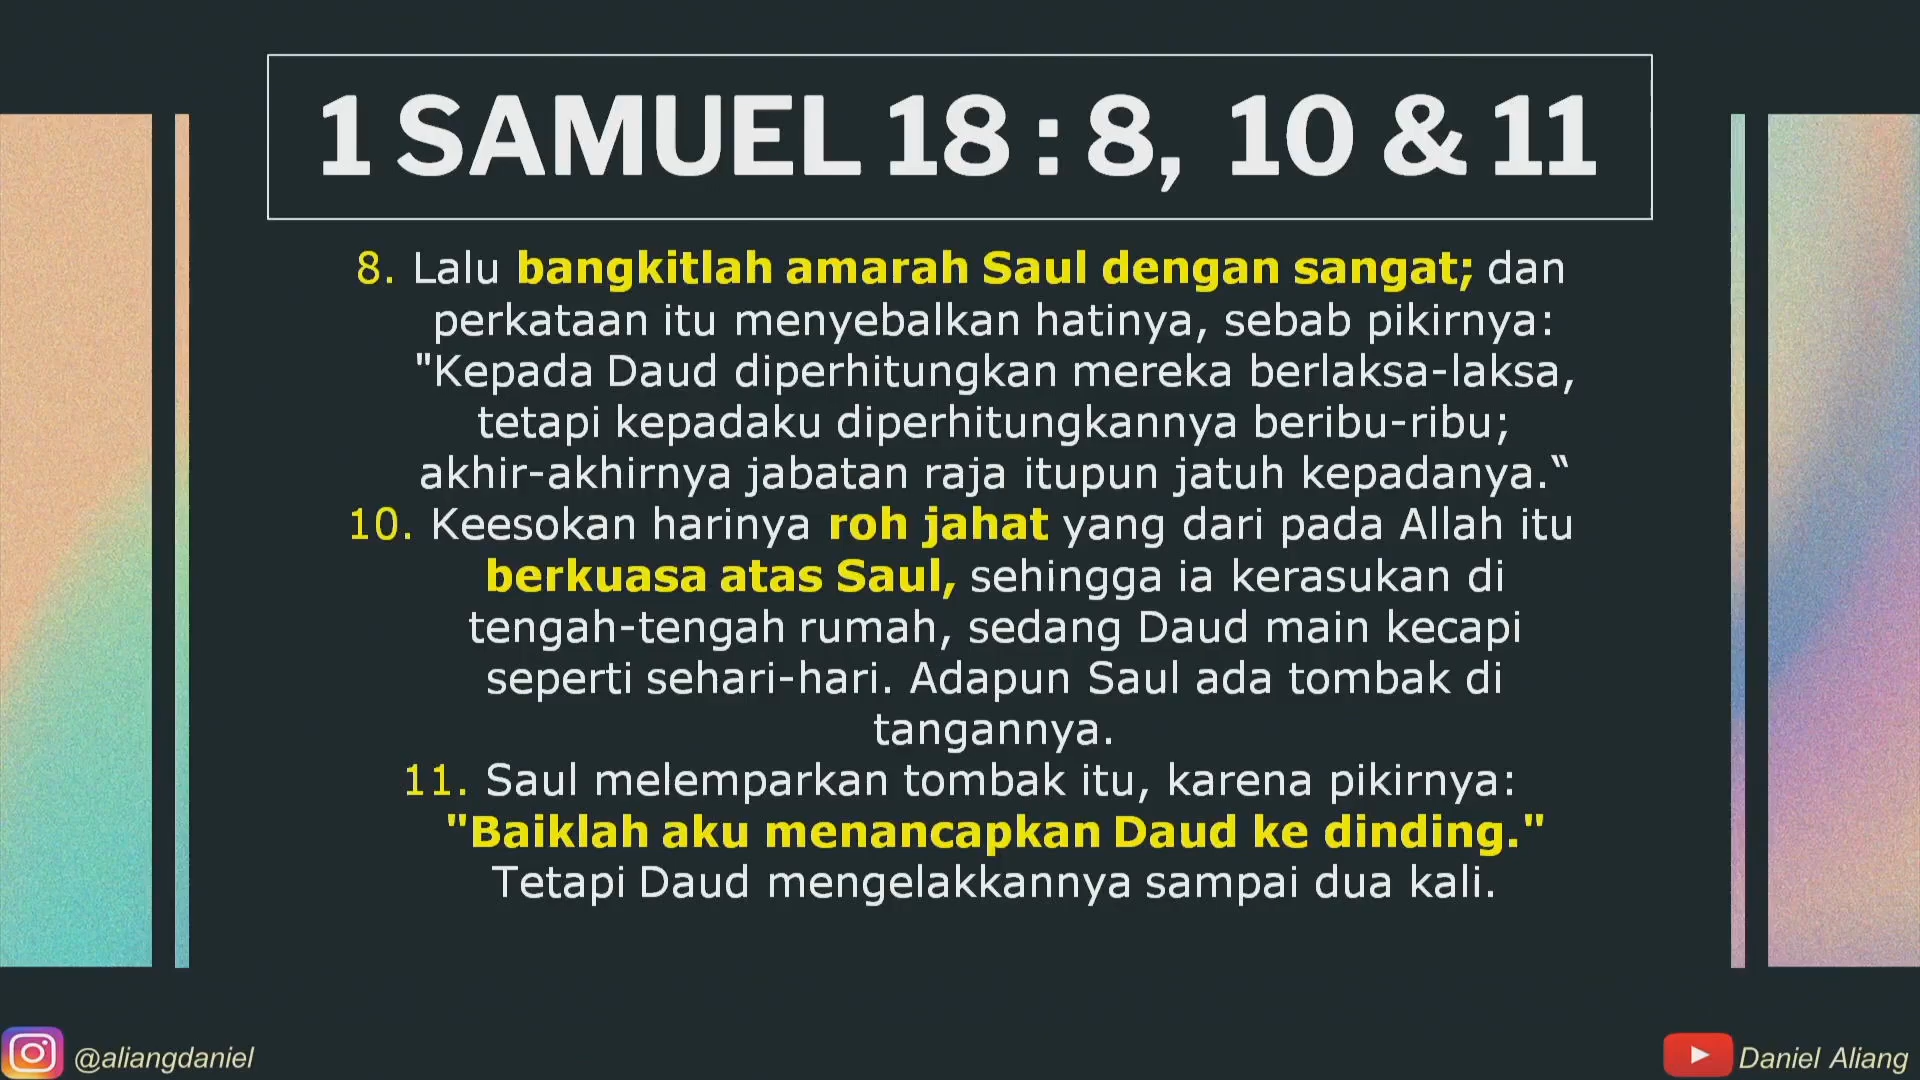 1 SAMUEL 18 : 8, 10 & 11
8. Lalu bangkitlah amarah Saul dengan sangat; dan
perkataan itu menyebalkan hatinya, sebab pikirnya:
"Kepada Daud diperhitungkan mereka berlaksa-laksa,
tetapi kepadaku diperhitungkannya beribu-ribu;
akhir-akhirnya jabatan raja itupun jatuh kepadanya.“
10. Keesokan harinya roh jahat yang dari pada Allah itu
berkuasa atas Saul, sehingga ia kerasukan di
tengah-tengah rumah, sedang Daud main kecapi
seperti sehari-hari. Adapun Saul ada tombak di
tangannya.
11. Saul melemparkan tombak itu, karena pikirnya:
"Baiklah aku menancapkan Daud ke dinding."
Tetapi Daud mengelakkannya sampai dua kali.
@aliangdaniel
Daniel Aliang